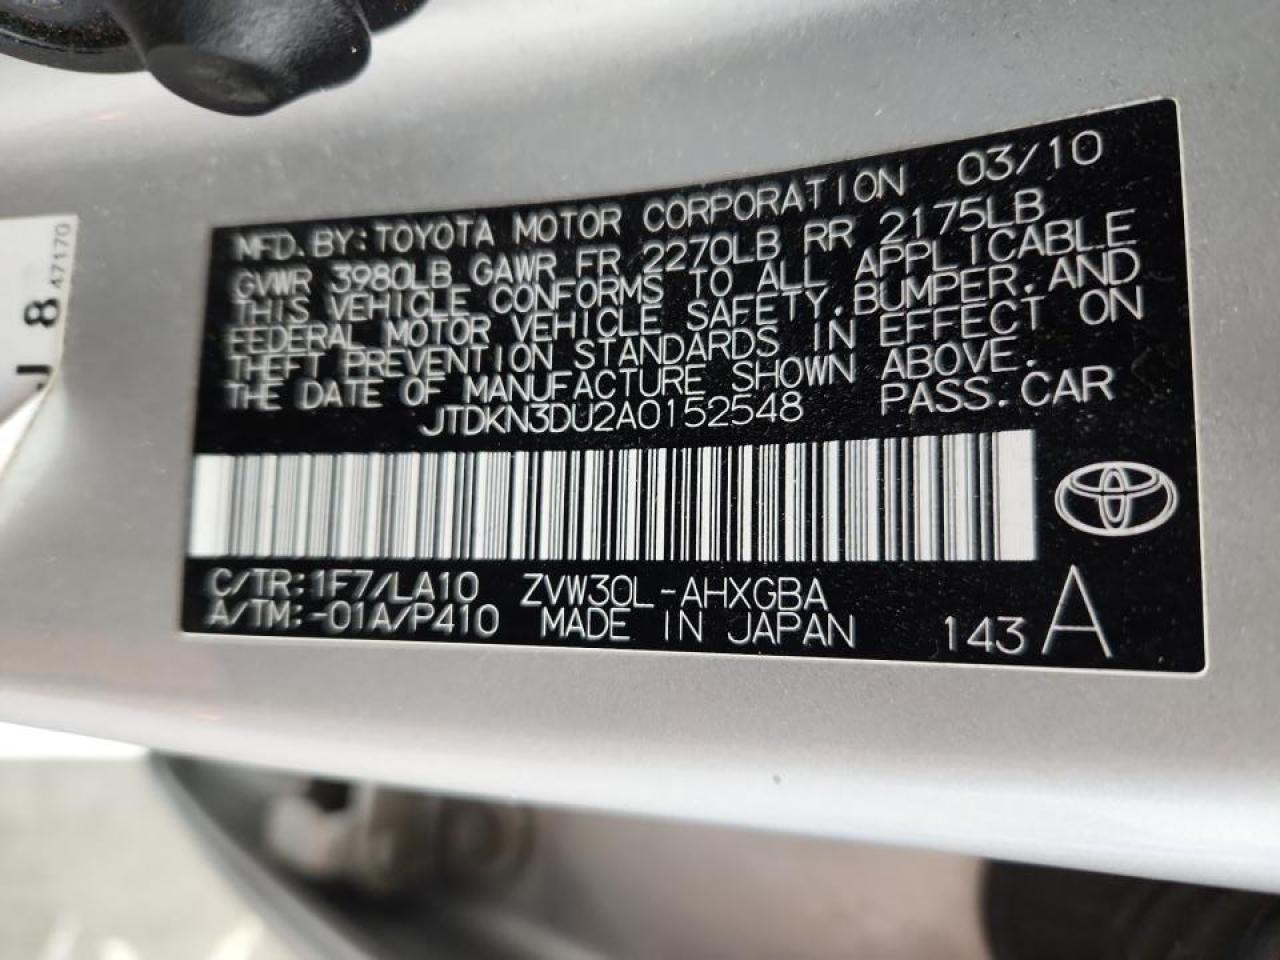 MFD.BY:TOYOTA MOTOR CORPORATION 03/10
GVWR 3980LB GAWR FR 2270LB RR 2175LB
THIS VEHICLE CONFORMS TO ALL APPLICABLE
FEDERAL MOTOR VEHICLE SAFETY,BUMPER,AND
THEFT PREVENTION STANDARDS IN EFFECT ON
THE DATE OF MANUFACTURE SHOWN ABOVE.
JTDKN3DU2A0152548 PASS.CAR
C/TR:1F7/LA10 ZVW30L-AHXGBA
A/TM:-01A/P410 MADE IN JAPAN 143 A
8
47170